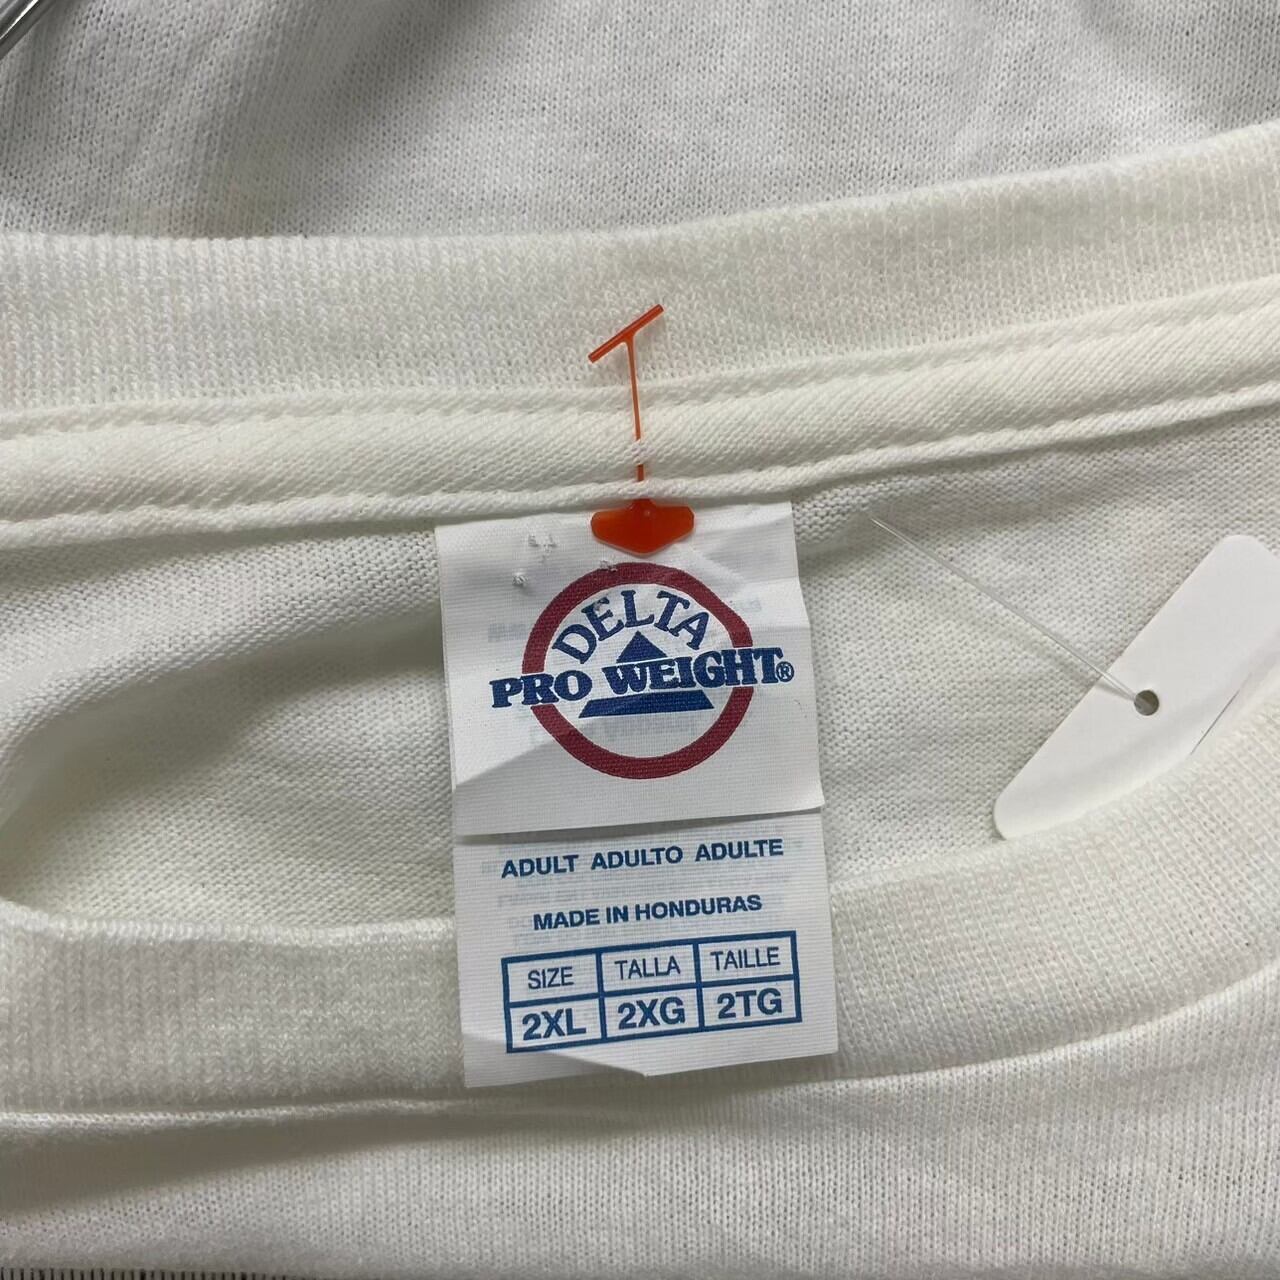 DELTA
PRO WEIGHT®
ADULT ADULTO ADULTE
MADE IN HONDURAS
SIZE TALLA TAILLE
2XL 2XG 2TG